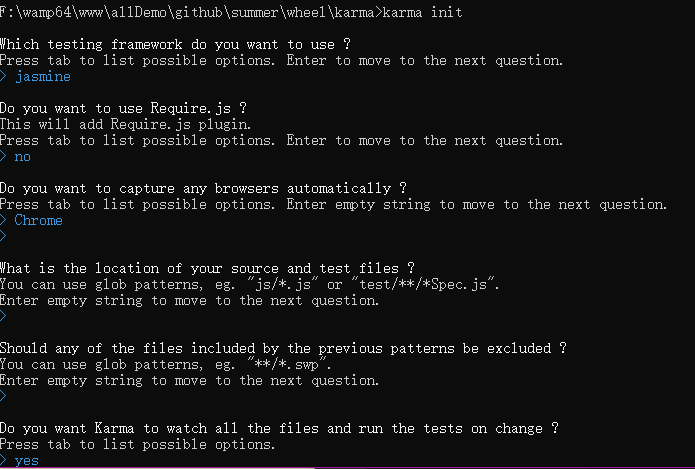 F:\wamp64\www\allDemo\github\summer\wheel\karma>karma init
Which testing framework do you want to use ?
Press tab to list possible options. Enter to move to the next question.
> jasmine
Do you want to use Require.js ?
This will add Require.js plugin.
Press tab to list possible options. Enter to move to the next question.
> no
Do you want to capture any browsers automatically ?
Press tab to list possible options. Enter empty string to move to the next question.
> Chrome
>
What is the location of your source and test files ?
You can use glob patterns, eg. "js/*.js" or "test/**/*Spec.js".
Enter empty string to move to the next question.
>
Should any of the files included by the previous patterns be excluded ?
You can use glob patterns, eg. "**/*.swp".
Enter empty string to move to the next question.
>
Do you want Karma to watch all the files and run the tests on change ?
Press tab to list possible options.
> yes